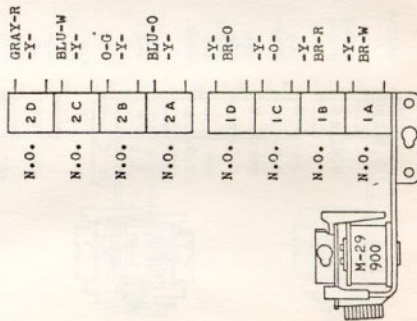 GRAY-R
-Y-
BLU-W
-Y-
O-G
-Y-
BLU-O
-Y-
-Y-
BR-O
-Y-
-O-
-Y-
BR-R
-Y-
BR-W
2D
2C
2B
2A
1D
1C
1B
1A
N.O.
N.O.
N.O.
N.O.
N.O.
N.O.
N.O.
N.O.
M-29
900